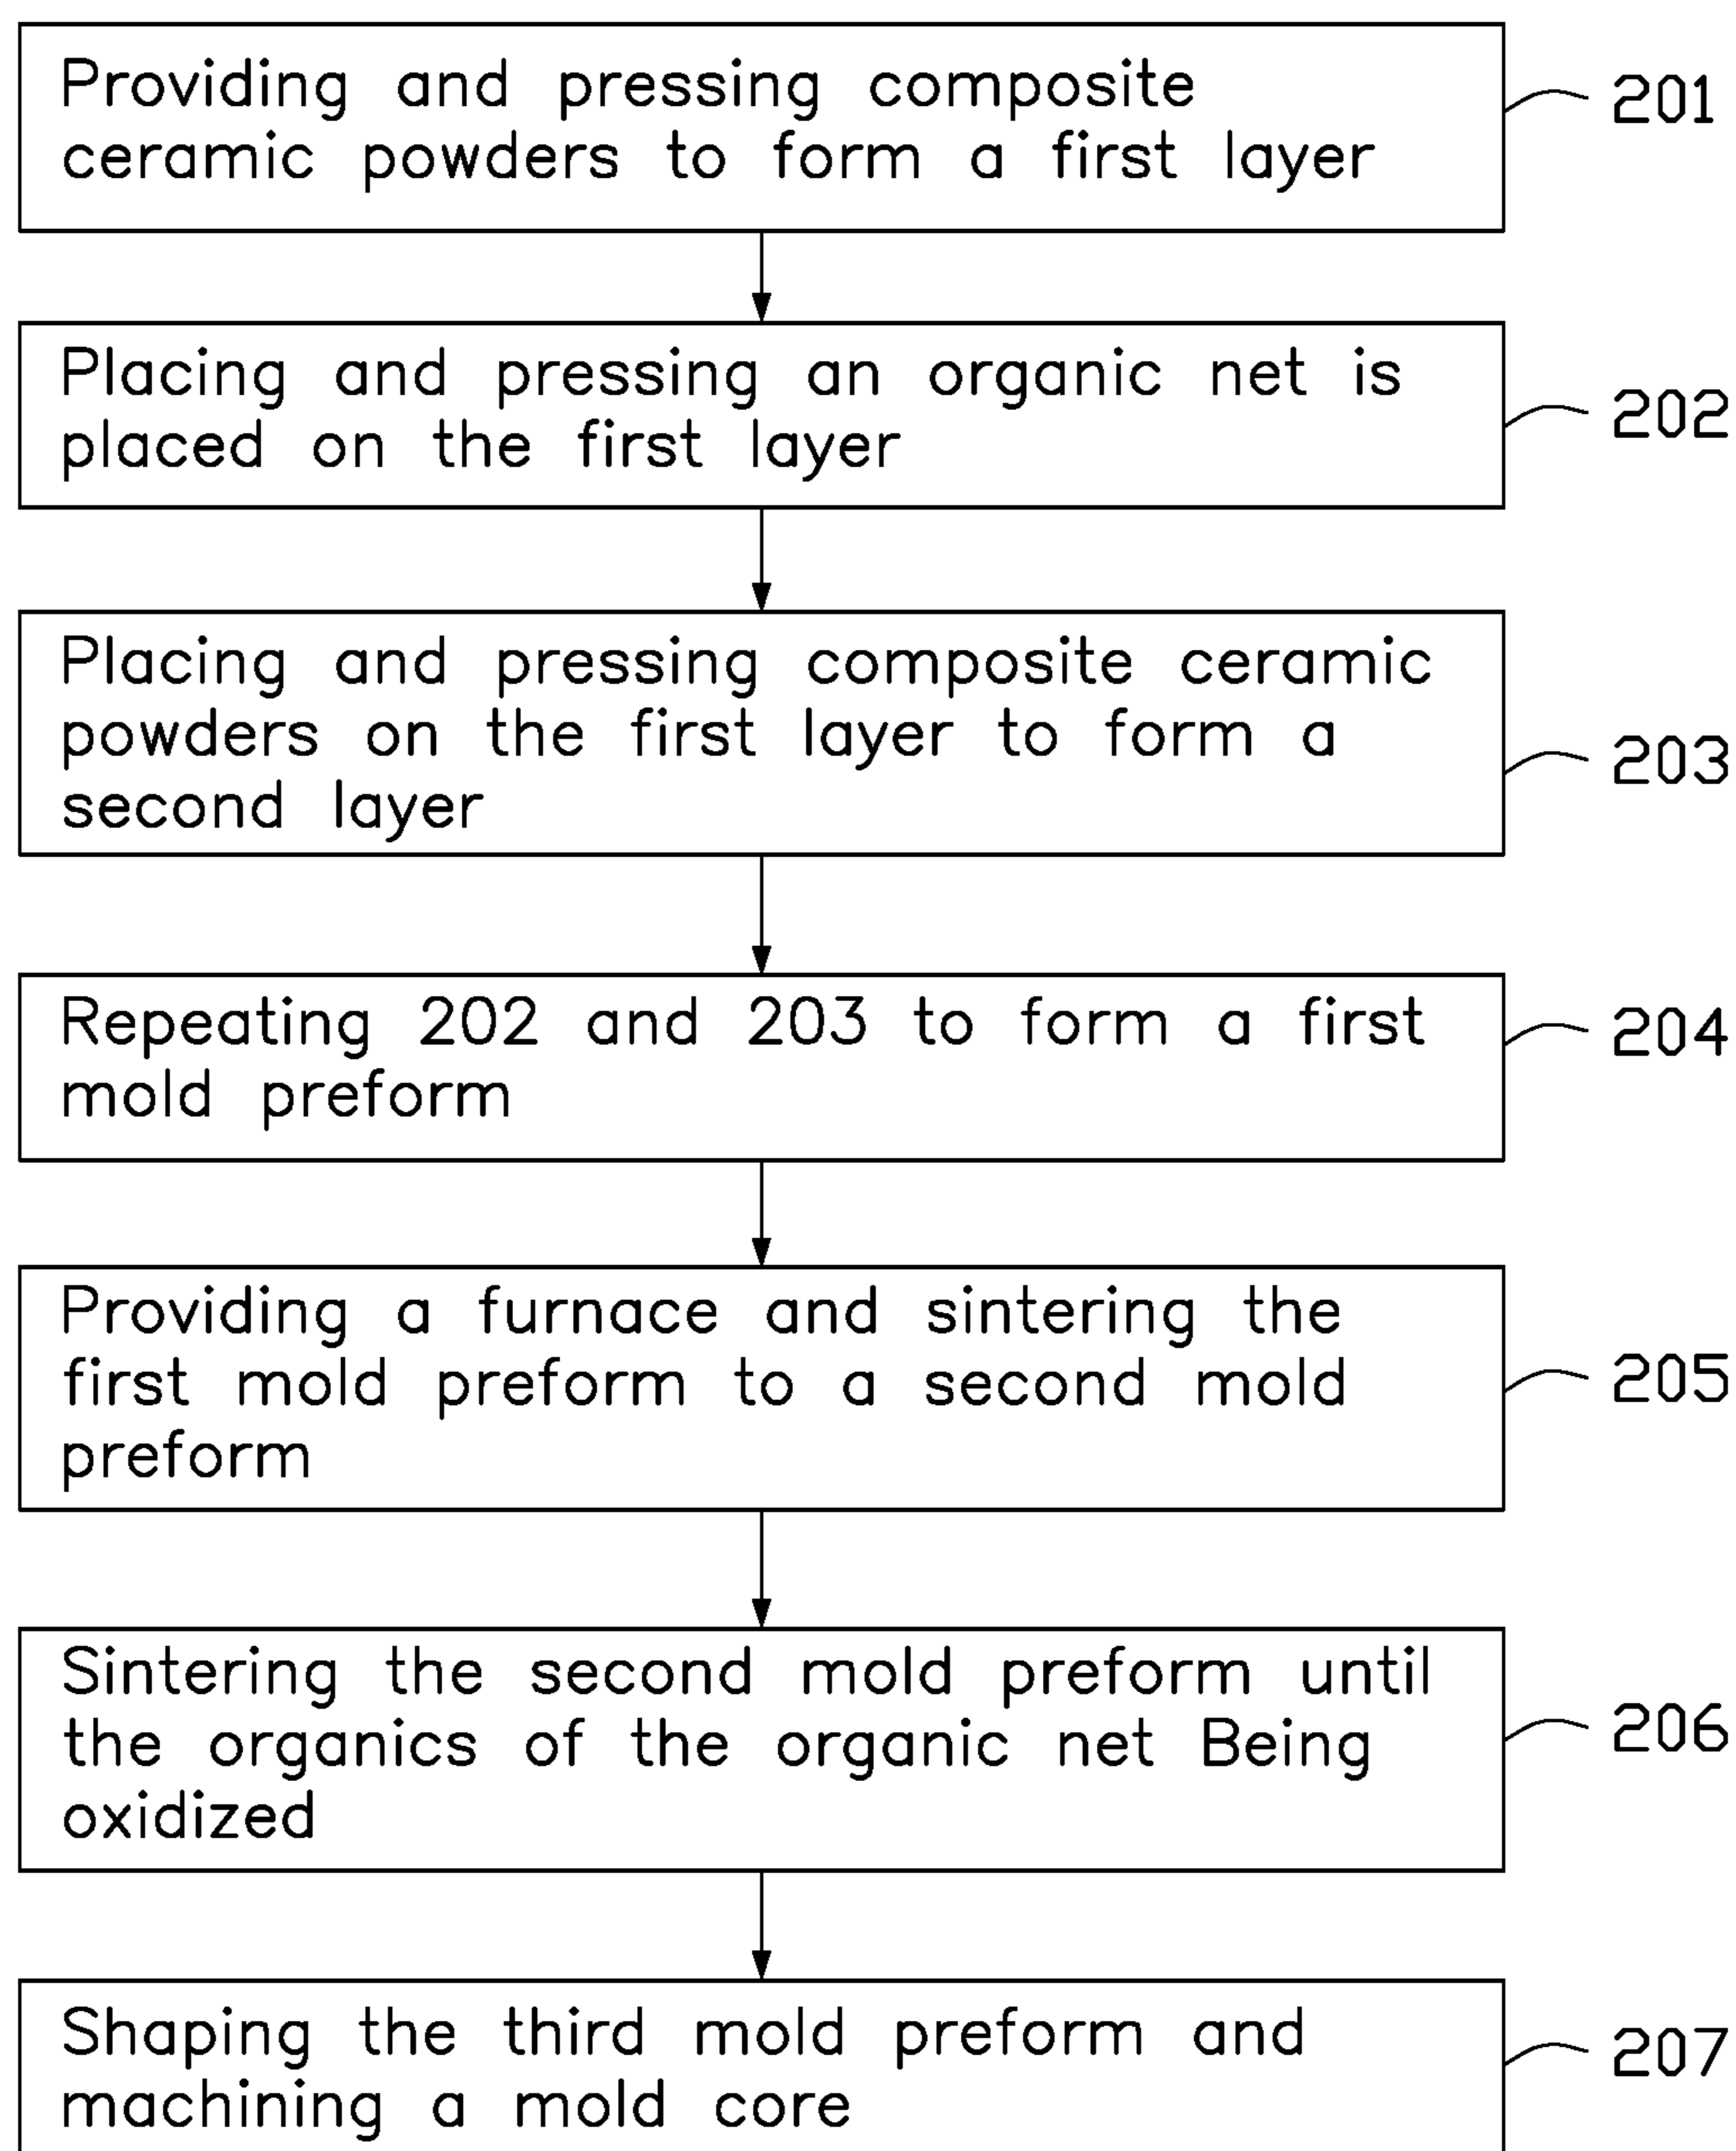 Providing and pressing composite
ceramic powders to form a first layer
201
Placing and pressing an organic net is
placed on the first layer
202
Placing and pressing composite ceramic
powders on the first layer to form a
second layer
203
Repeating 202 and 203 to form a first
mold preform
204
Providing a furnace and sintering the
first mold preform to a second mold
preform
205
Sintering the second mold preform until
the organics of the organic net Being
oxidized
206
Shaping the third mold preform and
machining a mold core
207